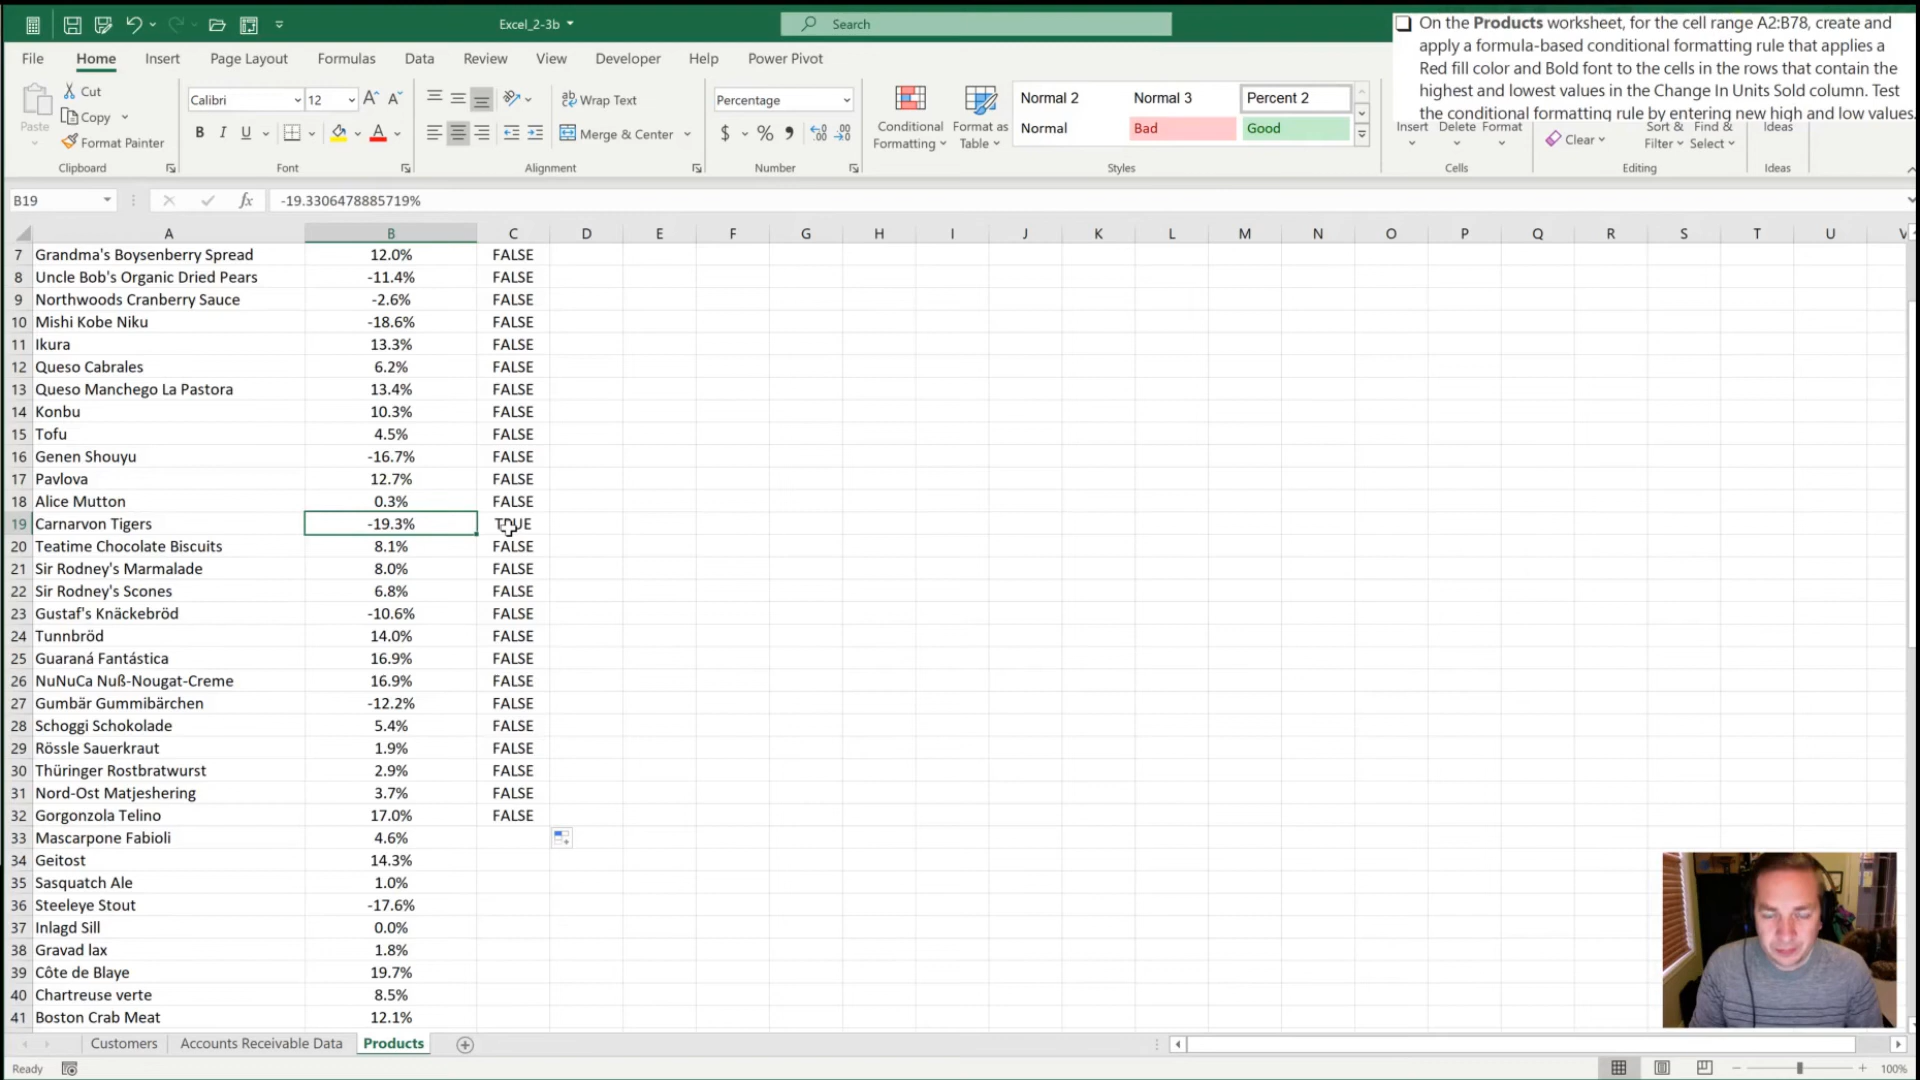 Excel_2-3b
Search
File Home Insert Page Layout Formulas Data Review View Developer Help Power Pivot
On the Products worksheet, for the cell range A2:B78, create and
apply a formula-based conditional formatting rule that applies a
Red fill color and Bold font to the cells in the rows that contain the
highest and lowest values in the Change In Units Sold column. Test
the conditional formatting rule by entering new high and low values.
Paste
Cut
Copy
Format Painter
Clipboard
Calibri 12
B I U
Font
Wrap Text
Merge & Center
Alignment
Percentage
$ % ,
Number
Conditional
Formatting
Format as
Table
Normal 2 Normal 3 Percent 2
Normal Bad Good
Styles
Insert Delete Format
Cells
Clear
Sort &
Filter
Find &
Select
Editing
Ideas
Ideas
B19 fx -19.3306478885719%
A B C D E F G H I J K L M N O P Q R S T U V
7 Grandma's Boysenberry Spread 12.0% FALSE
8 Uncle Bob's Organic Dried Pears -11.4% FALSE
9 Northwoods Cranberry Sauce -2.6% FALSE
10 Mishi Kobe Niku -18.6% FALSE
11 Ikura 13.3% FALSE
12 Queso Cabrales 6.2% FALSE
13 Queso Manchego La Pastora 13.4% FALSE
14 Konbu 10.3% FALSE
15 Tofu 4.5% FALSE
16 Genen Shouyu -16.7% FALSE
17 Pavlova 12.7% FALSE
18 Alice Mutton 0.3% FALSE
19 Carnarvon Tigers -19.3% TRUE
20 Teatime Chocolate Biscuits 8.1% FALSE
21 Sir Rodney's Marmalade 8.0% FALSE
22 Sir Rodney's Scones 6.8% FALSE
23 Gustaf's Knäckebröd -10.6% FALSE
24 Tunnbröd 14.0% FALSE
25 Guaraná Fantástica 16.9% FALSE
26 NuNuCa Nuß-Nougat-Creme 16.9% FALSE
27 Gumbär Gummibärchen -12.2% FALSE
28 Schoggi Schokolade 5.4% FALSE
29 Rössle Sauerkraut 1.9% FALSE
30 Thüringer Rostbratwurst 2.9% FALSE
31 Nord-Ost Matjeshering 3.7% FALSE
32 Gorgonzola Telino 17.0% FALSE
33 Mascarpone Fabioli 4.6%
34 Geitost 14.3%
35 Sasquatch Ale 1.0%
36 Steeleye Stout -17.6%
37 Inlagd Sill 0.0%
38 Gravad lax 1.8%
39 Côte de Blaye 19.7%
40 Chartreuse verte 8.5%
41 Boston Crab Meat 12.1%
Customers Accounts Receivable Data Products
Ready 100%